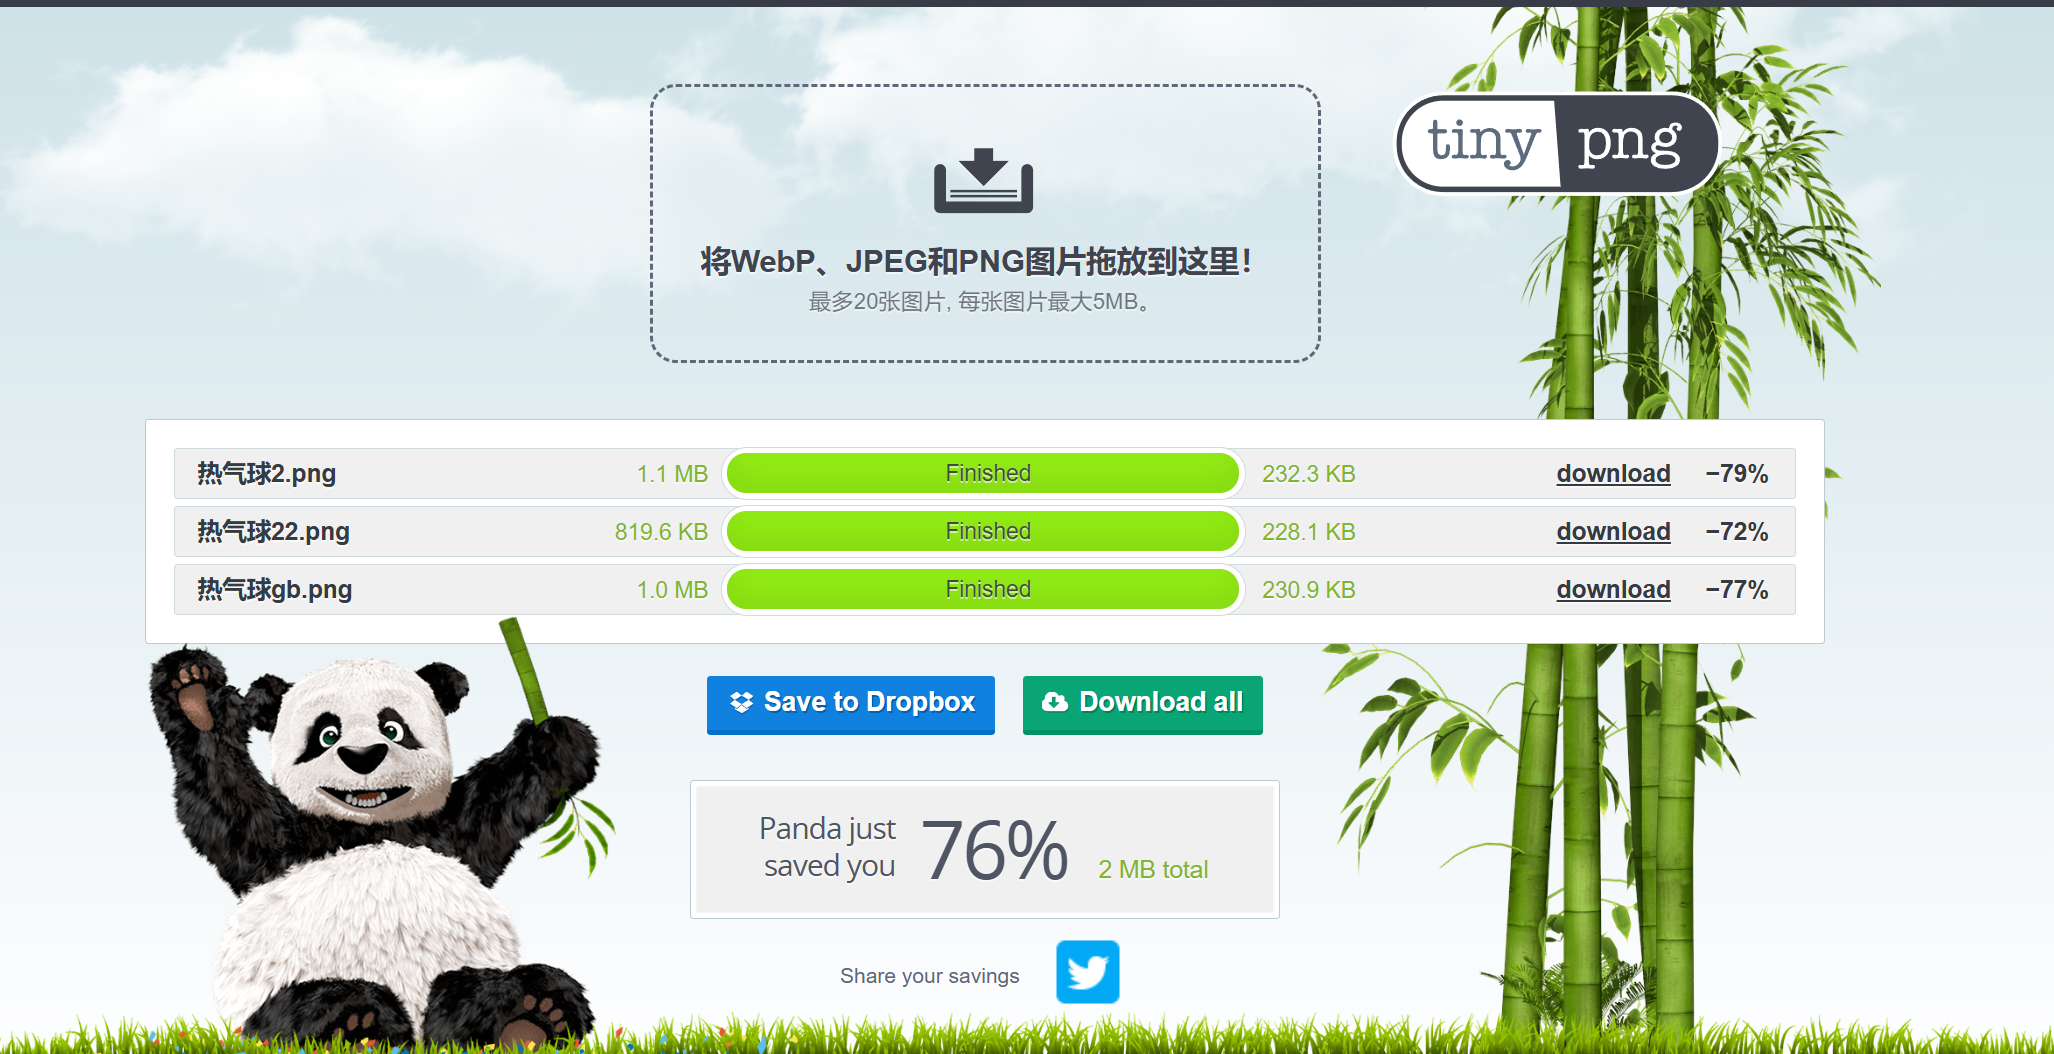 tiny png
将WebP、JPEG和PNG图片拖放到这里!
最多20张图片, 每张图片最大5MB。
热气球2.png 1.1 MB Finished 232.3 KB download −79%
热气球22.png 819.6 KB Finished 228.1 KB download −72%
热气球gb.png 1.0 MB Finished 230.9 KB download −77%
Save to Dropbox Download all
Panda just
saved you 76% 2 MB total
Share your savings